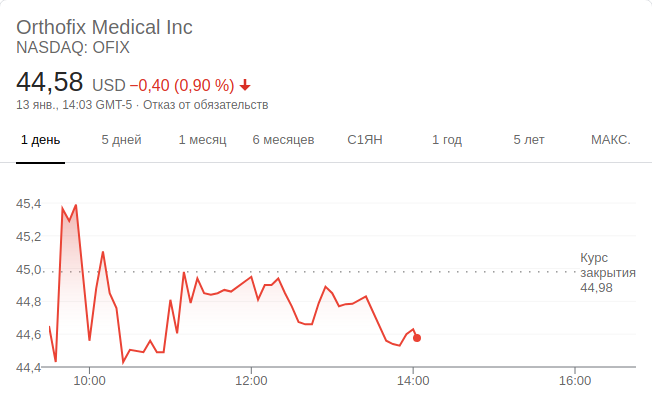 Orthofix Medical Inc
NASDAQ: OFIX
44,58 USD −0,40 (0,90 %)
13 янв., 14:03 GMT-5 · Отказ от обязательств
1 день 5 дней 1 месяц 6 месяцев С1ЯН 1 год 5 лет МАКС.
45,4
45,2
45,0
44,8
44,6
44,4
Курс
закрытия
44,98
10:00 12:00 14:00 16:00